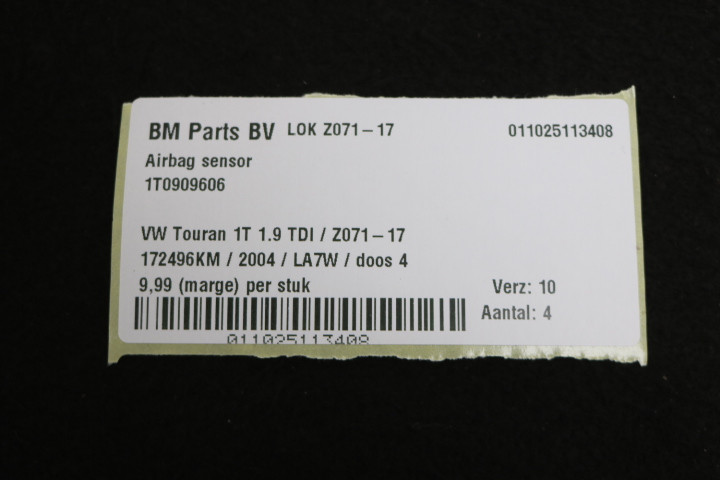 BM Parts BV LOK Z071-17 011025113408
Airbag sensor
1T0909606
VW Touran 1T 1.9 TDI / Z071-17
172496KM / 2004 / LA7W / doos 4
9,99 (marge) per stuk Verz: 10
Aantal: 4
011025113408